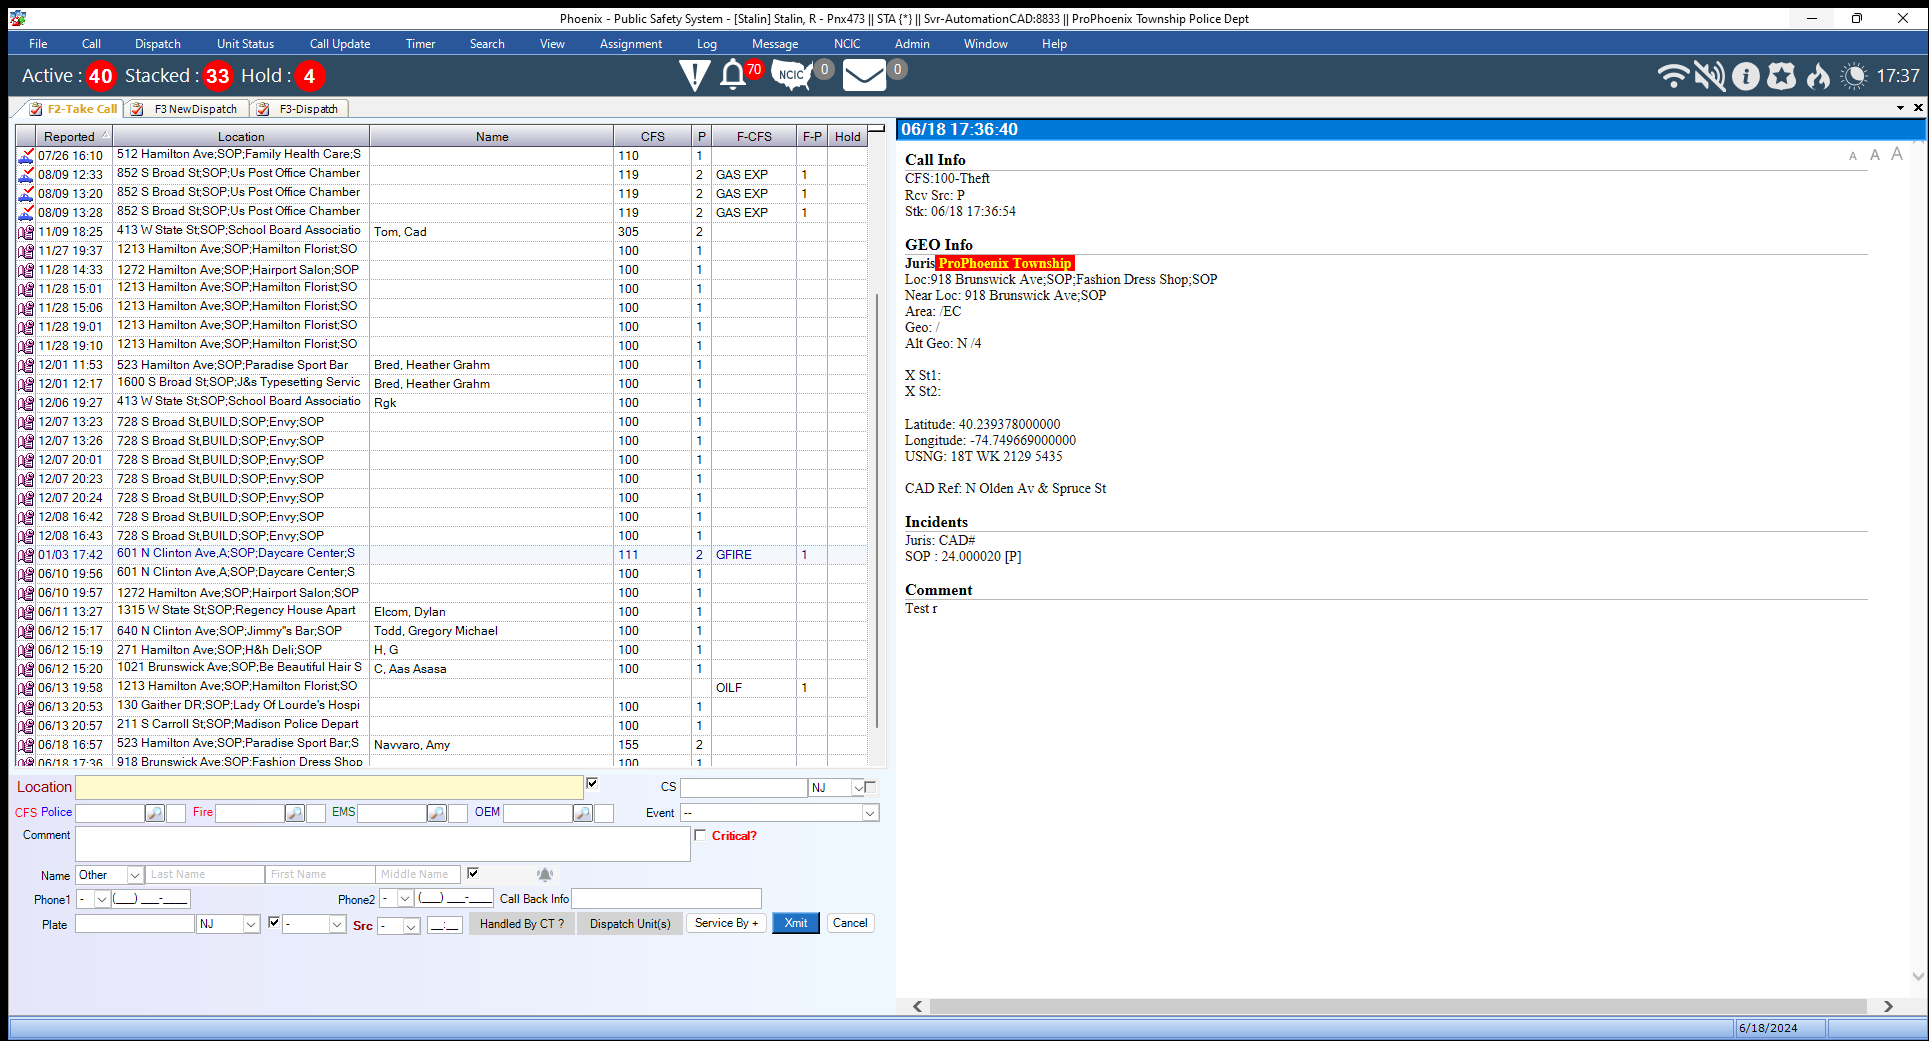 Phoenix - Public Safety System - [Stalin] Stalin, R - Pnx473 || STA {*} || Svr-AutomationCAD:8833 || ProPhoenix Township Police Dept
File Call Dispatch Unit Status Call Update Timer Search View Assignment Log Message NCIC Admin Window Help
Active : 40 Stacked : 33 Hold : 4 70 NCIC 0 0 17:37
F2-Take Call F3 NewDispatch F3-Dispatch
Reported Location Name CFS P F-CFS F-P Hold
07/26 16:10 512 Hamilton Ave;SOP;Family Health Care;S 110 1
08/09 12:33 852 S Broad St;SOP;Us Post Office Chamber 119 2 GAS EXP 1
08/09 13:20 852 S Broad St;SOP;Us Post Office Chamber 119 2 GAS EXP 1
08/09 13:28 852 S Broad St;SOP;Us Post Office Chamber 119 2 GAS EXP 1
11/09 18:25 413 W State St;SOP;School Board Associatio Tom, Cad 305 2
11/27 19:37 1213 Hamilton Ave;SOP;Hamilton Florist;SO 100 1
11/28 14:33 1272 Hamilton Ave;SOP;Hairport Salon;SOP 100 1
11/28 15:01 1213 Hamilton Ave;SOP;Hamilton Florist;SO 100 1
11/28 15:06 1213 Hamilton Ave;SOP;Hamilton Florist;SO 100 1
11/28 19:01 1213 Hamilton Ave;SOP;Hamilton Florist;SO 100 1
11/28 19:10 1213 Hamilton Ave;SOP;Hamilton Florist;SO 100 1
12/01 11:53 523 Hamilton Ave;SOP;Paradise Sport Bar Bred, Heather Grahm 100 1
12/01 12:17 1600 S Broad St;SOP;J&s Typesetting Servic Bred, Heather Grahm 100 1
12/06 19:27 413 W State St;SOP;School Board Associatio Rgk 100 1
12/07 13:23 728 S Broad St,BUILD;SOP;Envy;SOP 100 1
12/07 13:26 728 S Broad St,BUILD;SOP;Envy;SOP 100 1
12/07 20:01 728 S Broad St,BUILD;SOP;Envy;SOP 100 1
12/07 20:23 728 S Broad St,BUILD;SOP;Envy;SOP 100 1
12/07 20:24 728 S Broad St,BUILD;SOP;Envy;SOP 100 1
12/08 16:42 728 S Broad St,BUILD;SOP;Envy;SOP 100 1
12/08 16:43 728 S Broad St,BUILD;SOP;Envy;SOP 100 1
01/03 17:42 601 N Clinton Ave,A;SOP;Daycare Center;S 111 2 GFIRE 1
06/10 19:56 601 N Clinton Ave,A;SOP;Daycare Center;S 100 1
06/10 19:57 1272 Hamilton Ave;SOP;Hairport Salon;SOP 100 1
06/11 13:27 1315 W State St;SOP;Regency House Apart Elcom, Dylan 100 1
06/12 15:17 640 N Clinton Ave;SOP;Jimmy"s Bar;SOP Todd, Gregory Michael 100 1
06/12 15:19 271 Hamilton Ave;SOP;H&h Deli;SOP H, G 100 1
06/12 15:20 1021 Brunswick Ave;SOP;Be Beautiful Hair S C, Aas Asasa 100 1
06/13 19:58 1213 Hamilton Ave;SOP;Hamilton Florist;SO OILF 1
06/13 20:53 130 Gaither DR;SOP;Lady Of Lourde's Hospi 100 1
06/13 20:57 211 S Carroll St;SOP;Madison Police Depart 100 1
06/18 16:57 523 Hamilton Ave;SOP;Paradise Sport Bar;S Navvaro, Amy 155 2
06/18 17:36 918 Brunswick Ave;SOP;Fashion Dress Shop 100 1
Location CS NJ
CFS Police Fire EMS OEM Event --
Comment Critical?
Name Other Last Name First Name Middle Name
Phone1 - (___) ___-____ Phone2 - (___) ___-____ Call Back Info
Plate NJ - Src - __:__ Handled By CT ? Dispatch Unit(s) Service By + Xmit Cancel
06/18 17:36:40
A A A
Call Info
CFS:100-Theft
Rcv Src: P
Stk: 06/18 17:36:54
GEO Info
Juris ProPhoenix Township
Loc:918 Brunswick Ave;SOP;Fashion Dress Shop;SOP
Near Loc: 918 Brunswick Ave;SOP
Area: /EC
Geo: /
Alt Geo: N /4
X St1:
X St2:
Latitude: 40.239378000000
Longitude: -74.749669000000
USNG: 18T WK 2129 5435
CAD Ref: N Olden Av & Spruce St
Incidents
Juris: CAD#
SOP : 24.000020 [P]
Comment
Test r
6/18/2024